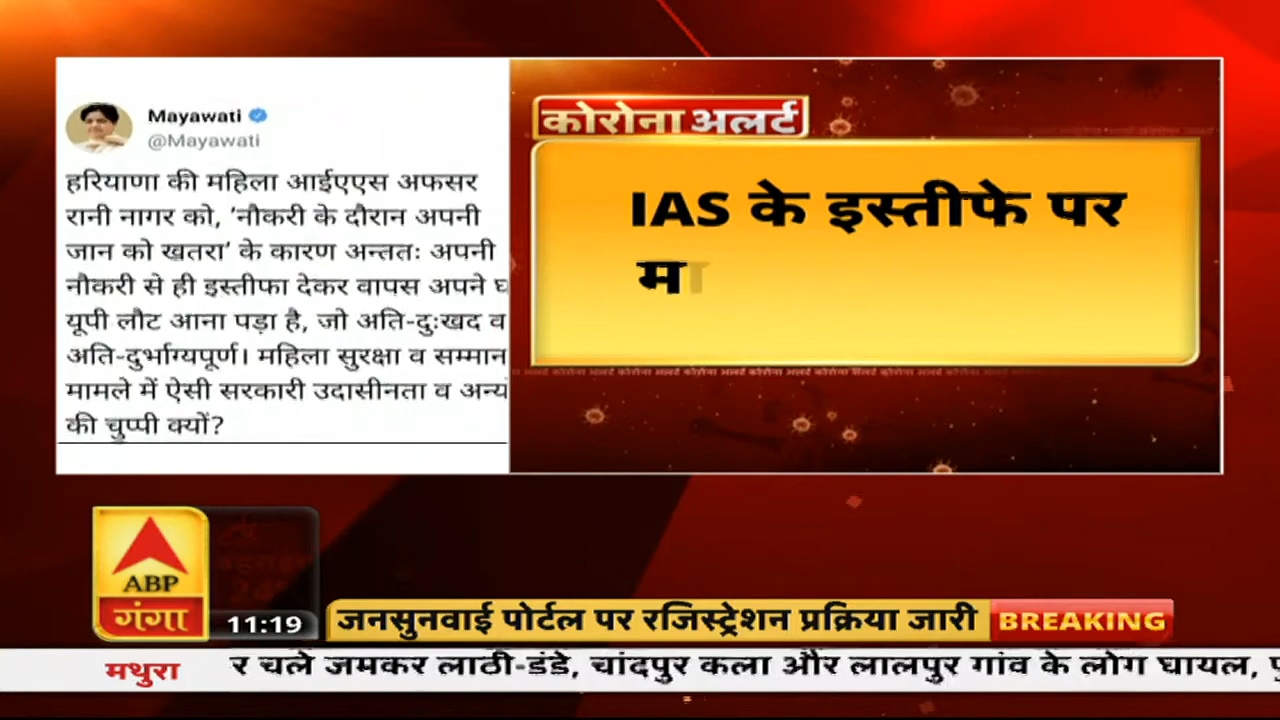 Mayawati
@Mayawati
हरियाणा की महिला आईएएस अफसर
रानी नागर को, 'नौकरी के दौरान अपनी
जान को खतरा' के कारण अन्ततः अपनी
नौकरी से ही इस्तीफा देकर वापस अपने
यूपी लौट आना पड़ा है, जो अति-दुःखद व
अति-दुर्भाग्यपूर्ण। महिला सुरक्षा व सम्मान
मामले में ऐसी सरकारी उदासीनता व
की चुप्पी क्यों?
कोरोना अलर्ट
IAS के इस्तीफे पर
मा
ABP
गंगा
11:19
जनसुनवाई पोर्टल पर रजिस्ट्रेशन प्रक्रिया जारी
BREAKING
मथुरा
र चले जमकर लाठी-डंडे, चांदपुर कला और लालपुर गांव के लोग घायल,